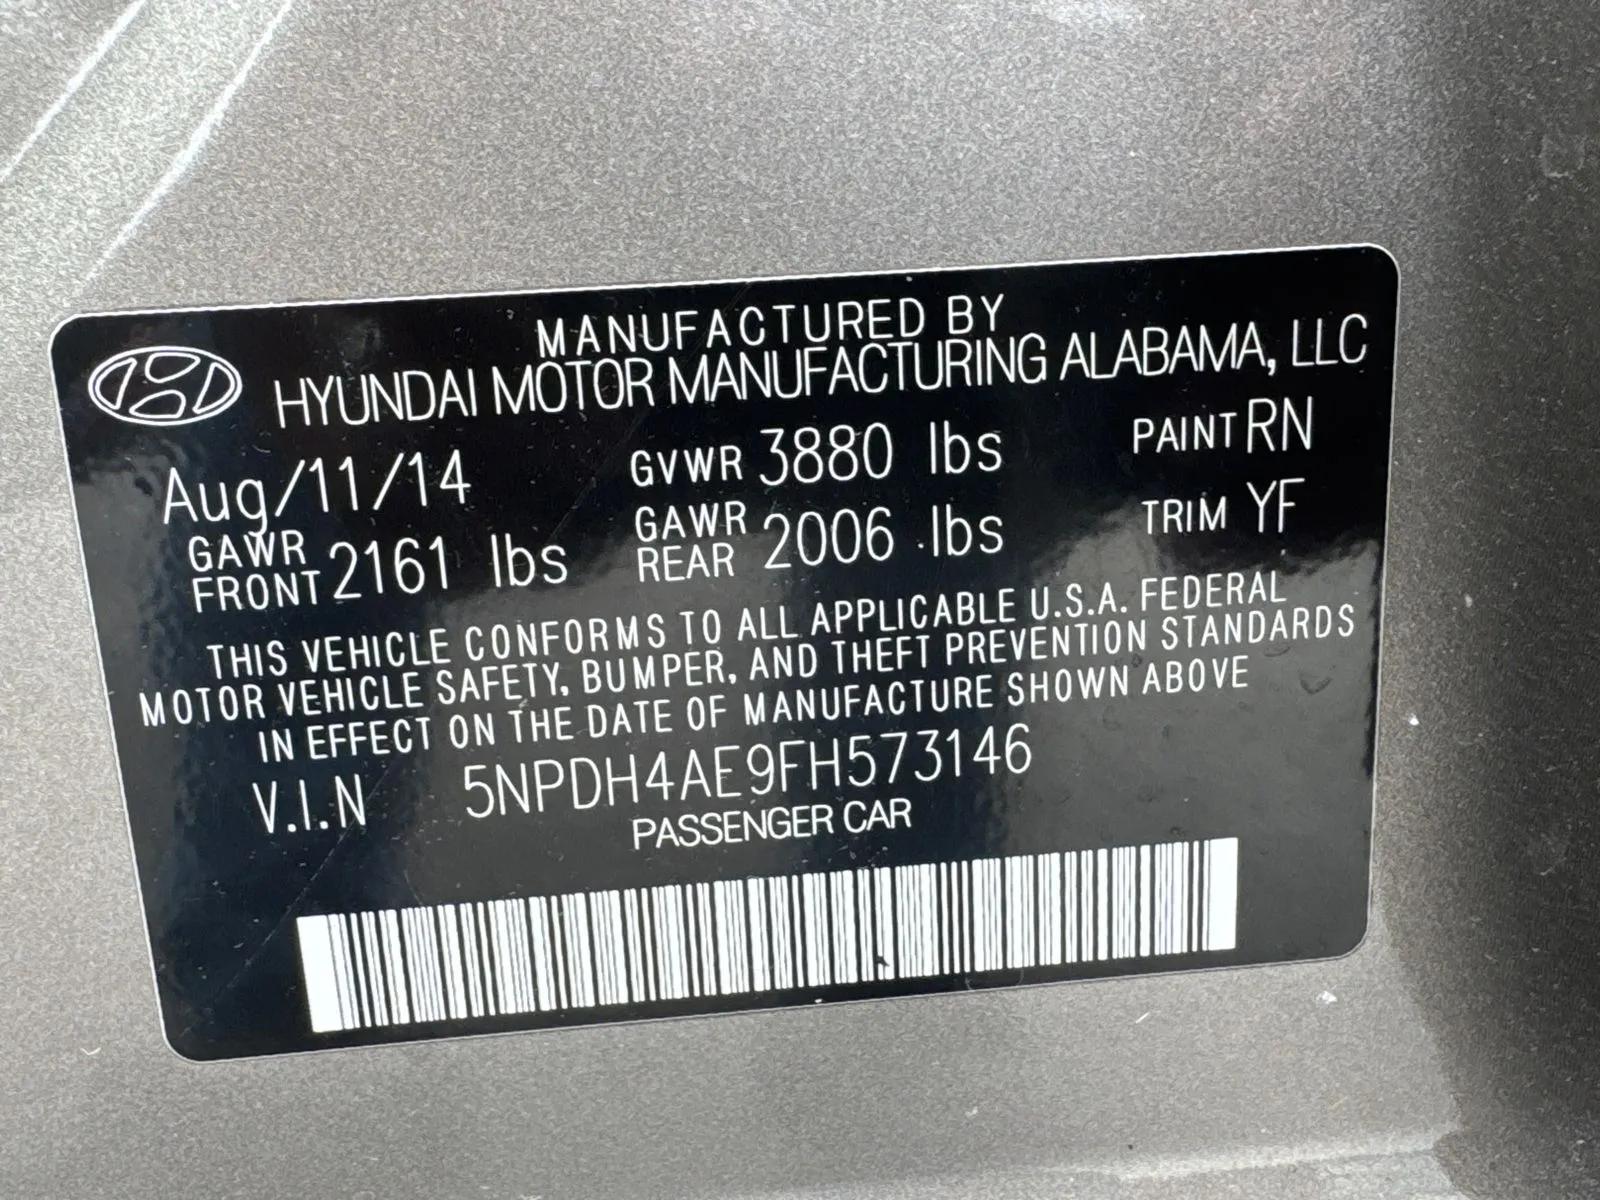 MANUFACTURED BY
HYUNDAI MOTOR MANUFACTURING ALABAMA, LLC
Aug/11/14 GVWR 3880 lbs PAINT RN
GAWR FRONT 2161 lbs GAWR REAR 2006 lbs TRIM YF
THIS VEHICLE CONFORMS TO ALL APPLICABLE U.S.A. FEDERAL
MOTOR VEHICLE SAFETY, BUMPER, AND THEFT PREVENTION STANDARDS
IN EFFECT ON THE DATE OF MANUFACTURE SHOWN ABOVE
V.I.N 5NPDH4AE9FH573146
PASSENGER CAR